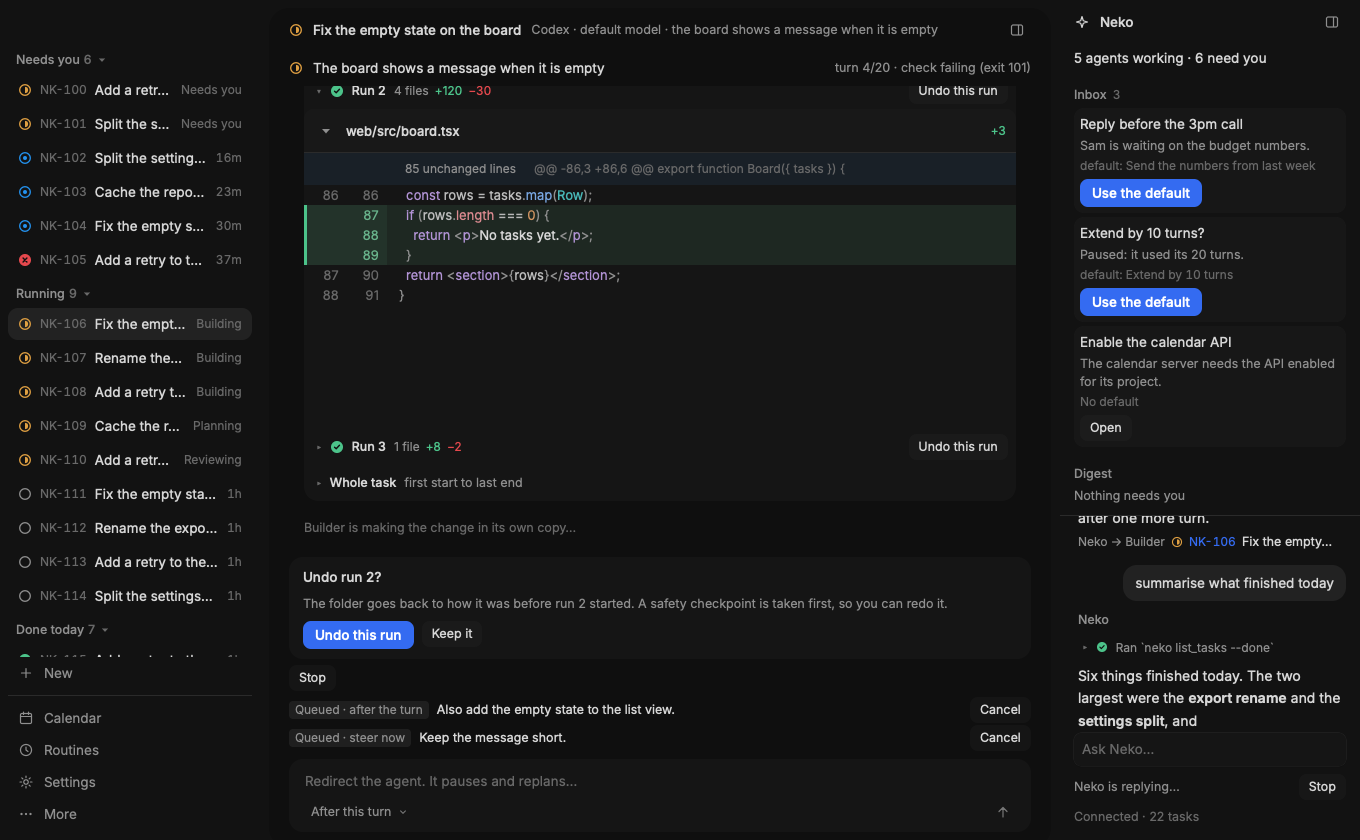 Needs you 6
NK-100 Add a retr... Needs you
NK-101 Split the s... Needs you
NK-102 Split the setting... 16m
NK-103 Cache the repo... 23m
NK-104 Fix the empty s... 30m
NK-105 Add a retry to t... 37m
Running 9
NK-106 Fix the empt... Building
NK-107 Rename the... Building
NK-108 Add a retry t... Building
NK-109 Cache the r... Planning
NK-110 Add a retr... Reviewing
NK-111 Fix the empty sta... 1h
NK-112 Rename the expo... 1h
NK-113 Add a retry to the... 1h
NK-114 Split the settings... 1h
Done today 7
New
Calendar
Routines
Settings
More
Fix the empty state on the board Codex · default model · the board shows a message when it is empty
The board shows a message when it is empty turn 4/20 · check failing (exit 101)
Run 2 4 files +120 −30 Undo this run
web/src/board.tsx +3
85 unchanged lines @@ -86,3 +86,6 @@ export function Board({ tasks }) {
86 86 const rows = tasks.map(Row);
87 if (rows.length === 0) {
88 return <p>No tasks yet.</p>;
89 }
87 90 return <section>{rows}</section>;
88 91 }
Run 3 1 file +8 −2 Undo this run
Whole task first start to last end
Builder is making the change in its own copy...
Undo run 2?
The folder goes back to how it was before run 2 started. A safety checkpoint is taken first, so you can redo it.
Undo this run Keep it
Stop
Queued · after the turn Also add the empty state to the list view. Cancel
Queued · steer now Keep the message short. Cancel
Redirect the agent. It pauses and replans...
After this turn
Neko
5 agents working · 6 need you
Inbox 3
Reply before the 3pm call
Sam is waiting on the budget numbers.
default: Send the numbers from last week
Use the default
Extend by 10 turns?
Paused: it used its 20 turns.
default: Extend by 10 turns
Use the default
Enable the calendar API
The calendar server needs the API enabled
for its project.
No default
Open
Digest
Nothing needs you
after one more turn.
Neko → Builder NK-106 Fix the empty...
summarise what finished today
Neko
Ran `neko list_tasks --done`
Six things finished today. The two
largest were the export rename and the
settings split, and
Ask Neko...
Neko is replying... Stop
Connected · 22 tasks